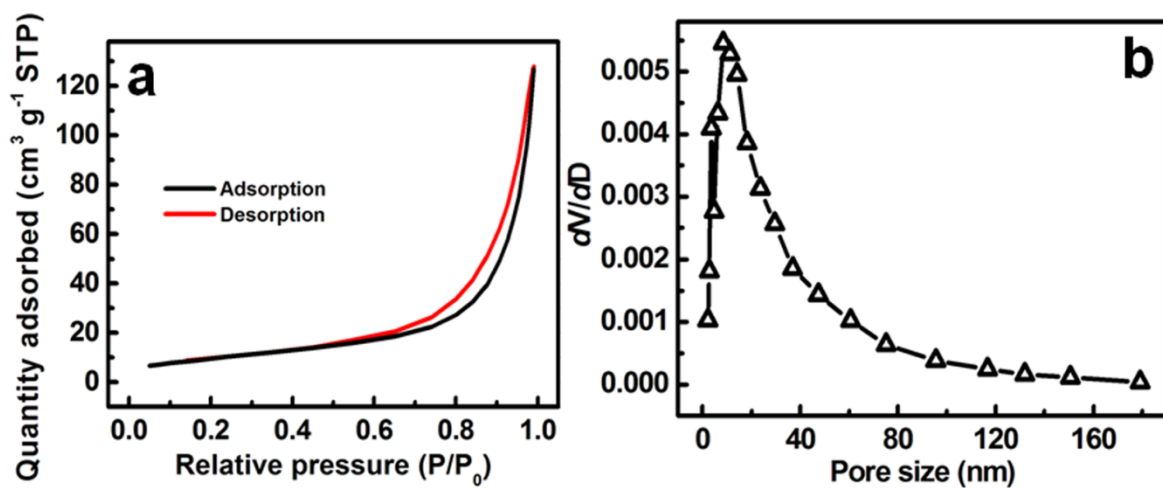 a
Quantity adsorbed (cm³ g⁻¹ STP)
120
100
80
60
40
20
0
Adsorption
Desorption
0.0 0.2 0.4 0.6 0.8 1.0
Relative pressure (P/P₀)
b
dV/dD
0.005
0.004
0.003
0.002
0.001
0.000
0 40 80 120 160
Pore size (nm)